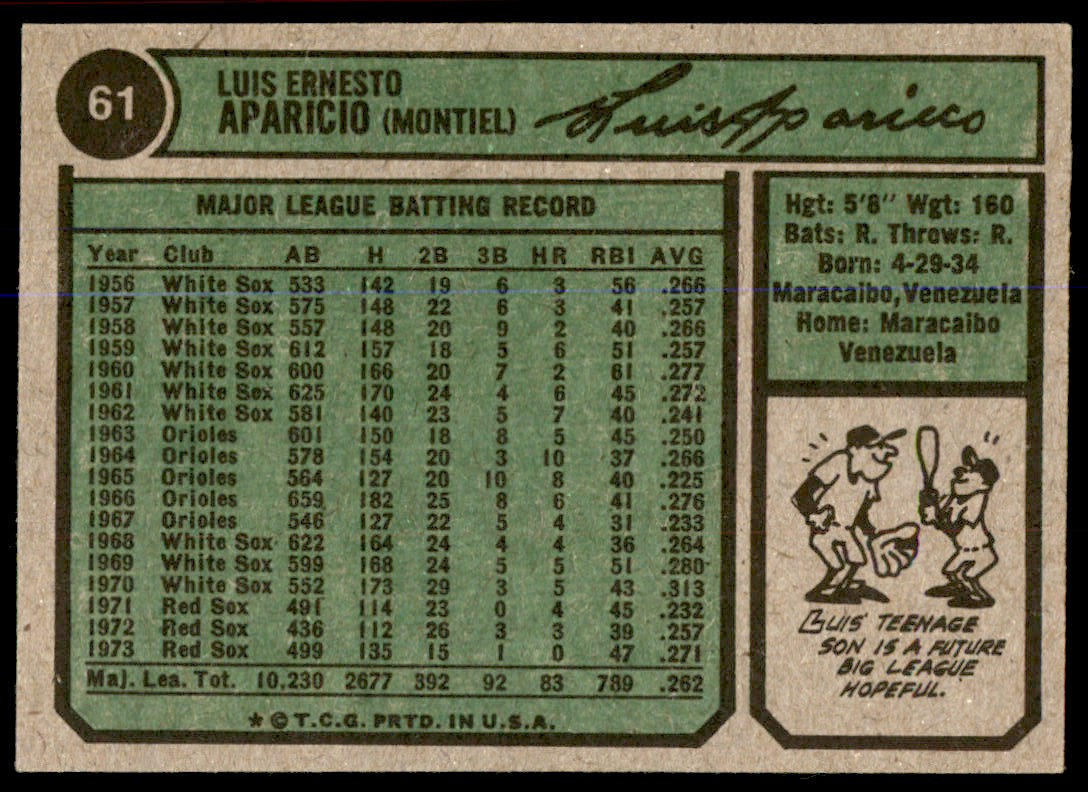 61
LUIS ERNESTO
APARICIO (MONTIEL)
Luis Aparicio
MAJOR LEAGUE BATTING RECORD
Year Club AB H 2B 3B HR RBI AVG
1956 White Sox 533 142 19 6 3 56 .266
1957 White Sox 575 148 22 6 3 41 .257
1958 White Sox 557 148 20 9 2 40 .266
1959 White Sox 612 157 18 5 6 51 .257
1960 White Sox 600 166 20 7 2 61 .277
1961 White Sox 625 170 24 4 6 45 .272
1962 White Sox 581 140 23 5 7 40 .241
1963 Orioles 601 150 18 8 5 45 .250
1964 Orioles 578 154 20 3 10 37 .266
1965 Orioles 564 127 20 10 8 40 .225
1966 Orioles 659 182 25 8 6 41 .276
1967 Orioles 546 127 22 5 4 31 .233
1968 White Sox 622 164 24 4 4 36 .264
1969 White Sox 599 168 24 5 5 51 .280
1970 White Sox 552 173 29 3 5 43 .313
1971 Red Sox 491 114 23 0 4 45 .232
1972 Red Sox 436 112 26 3 3 39 .257
1973 Red Sox 499 135 15 1 0 47 .271
Maj. Lea. Tot. 10,230 2677 392 92 83 789 .262
* © T.C.G. PRTD. IN U.S.A.
Hgt: 5'8" Wgt: 160
Bats: R. Throws: R.
Born: 4-29-34
Maracaibo, Venezuela
Home: Maracaibo
Venezuela
LUIS' TEENAGE
SON IS A FUTURE
BIG LEAGUE
HOPEFUL.